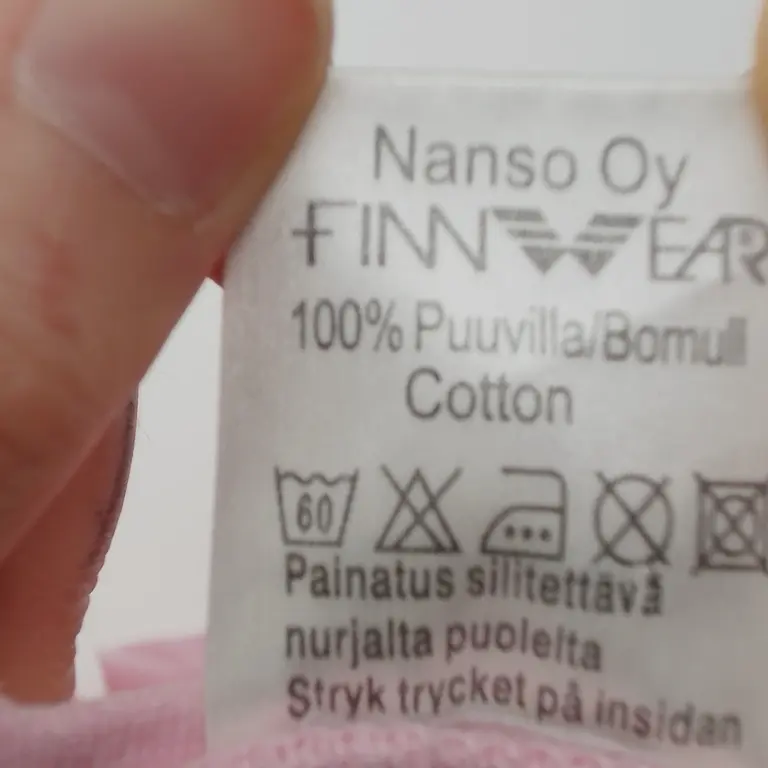 Nanso Oy
FINNWEAR
100% Puuvilla/Bomull
Cotton
60
Painatus silitettävä
nurjalta puolelta
Stryk trycket på insidan